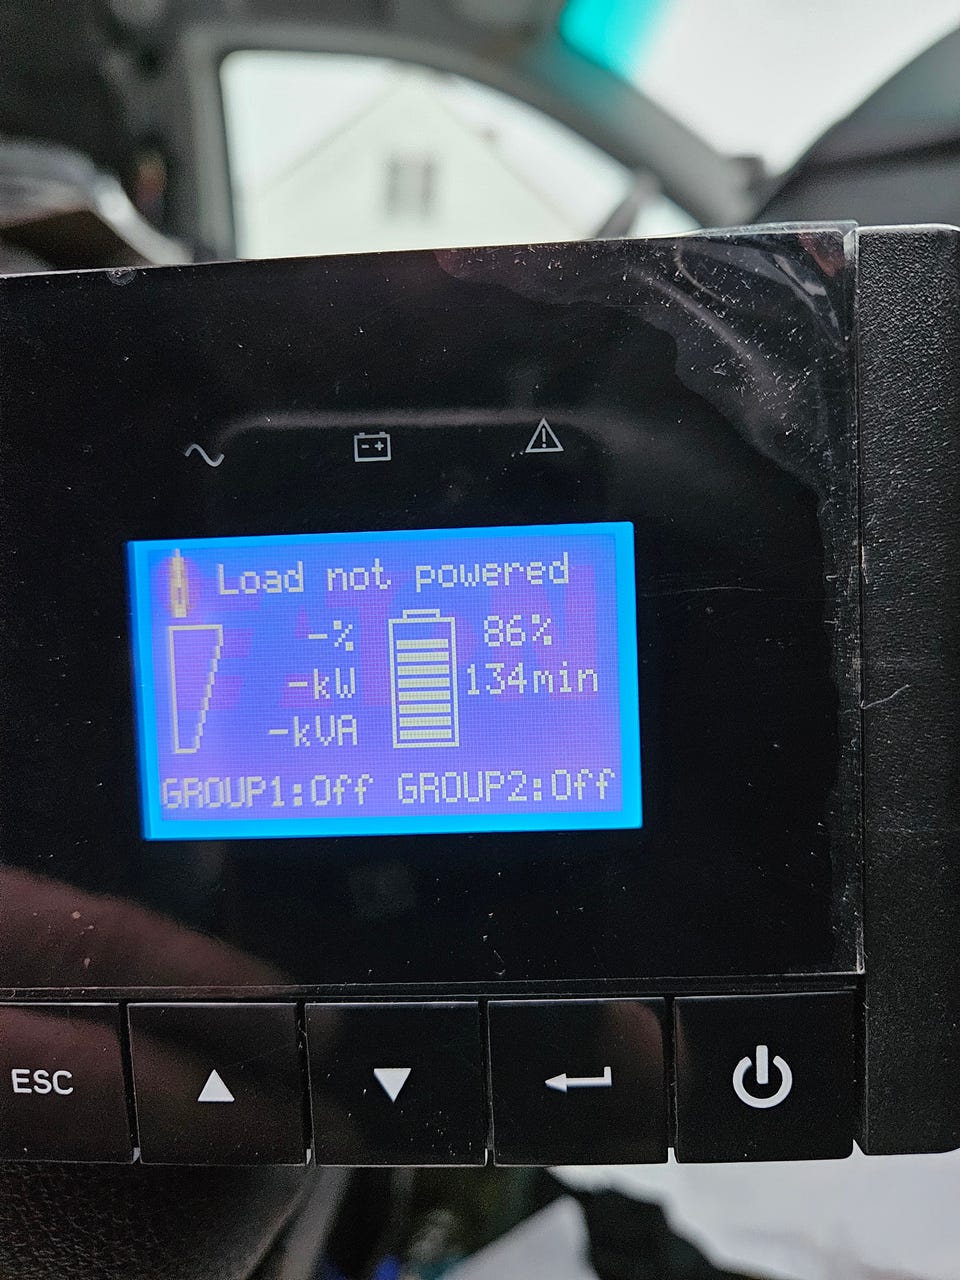 Load not powered
-% 86%
-kW 134min
-kVA
GROUP1:Off GROUP2:Off
ESC